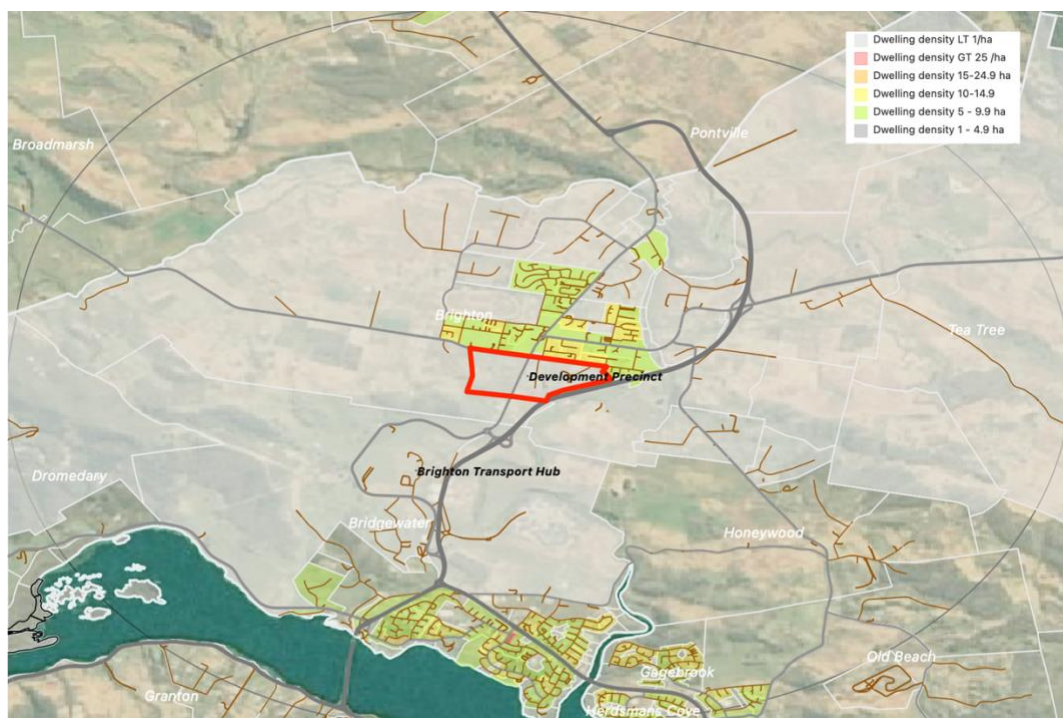 Dwelling density LT 1/ha
Dwelling density GT 25 /ha
Dwelling density 15-24.9 ha
Dwelling density 10-14.9
Dwelling density 5 - 9.9 ha
Dwelling density 1 - 4.9 ha
Pontville
Broadmarsh
Brighton
Tea Tree
Development Precinct
Brighton Transport Hub
Dromedary
Bridgewater
Honeywood
Gagebrook
Old Beach
Granton
Herdsmans Cove